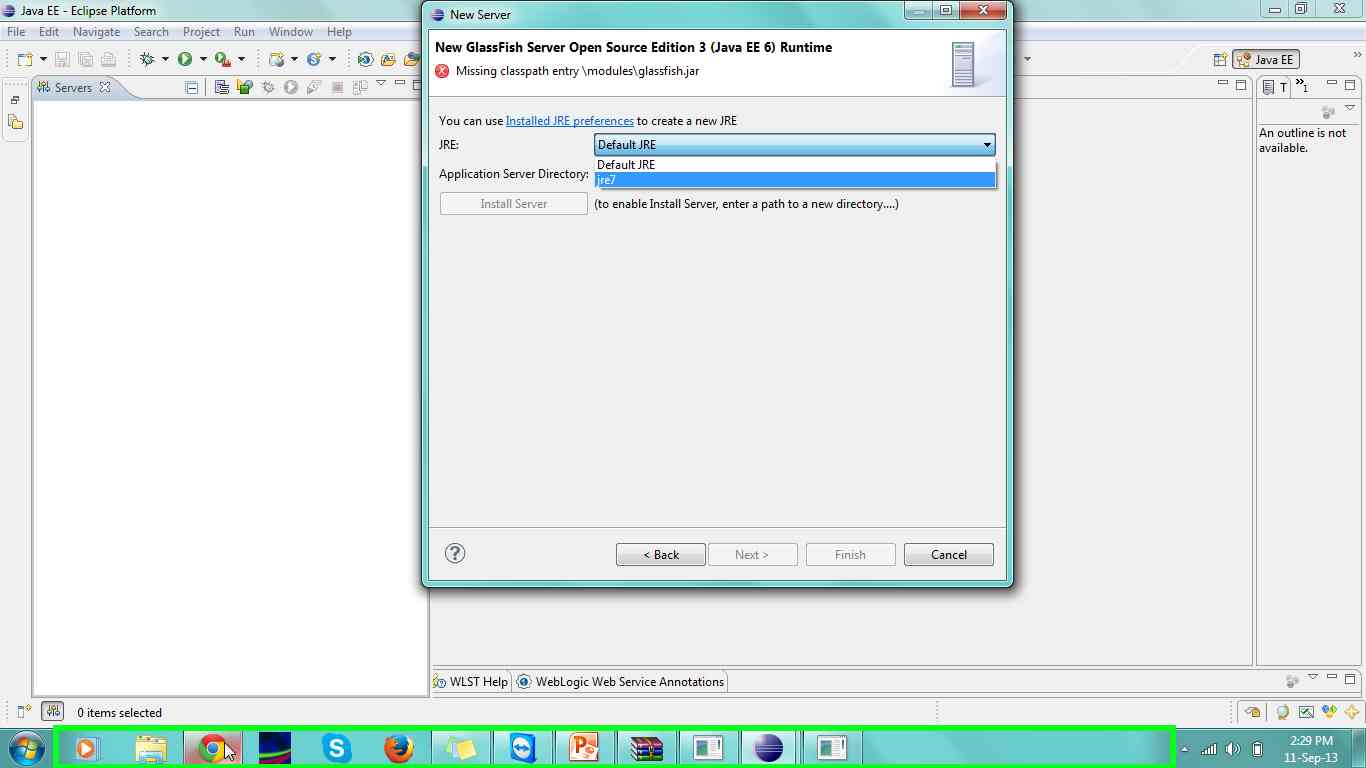 Java EE - Eclipse Platform
File Edit Navigate Search Project Run Window Help
Java EE
Servers
New Server
New GlassFish Server Open Source Edition 3 (Java EE 6) Runtime
Missing classpath entry \modules\glassfish.jar
You can use Installed JRE preferences to create a new JRE
JRE: Default JRE
Default JRE
jre7
Application Server Directory:
Install Server (to enable Install Server, enter a path to a new directory....)
< Back Next > Finish Cancel
T
1
An outline is not
available.
WLST Help WebLogic Web Service Annotations
0 items selected
2:29 PM
11-Sep-13